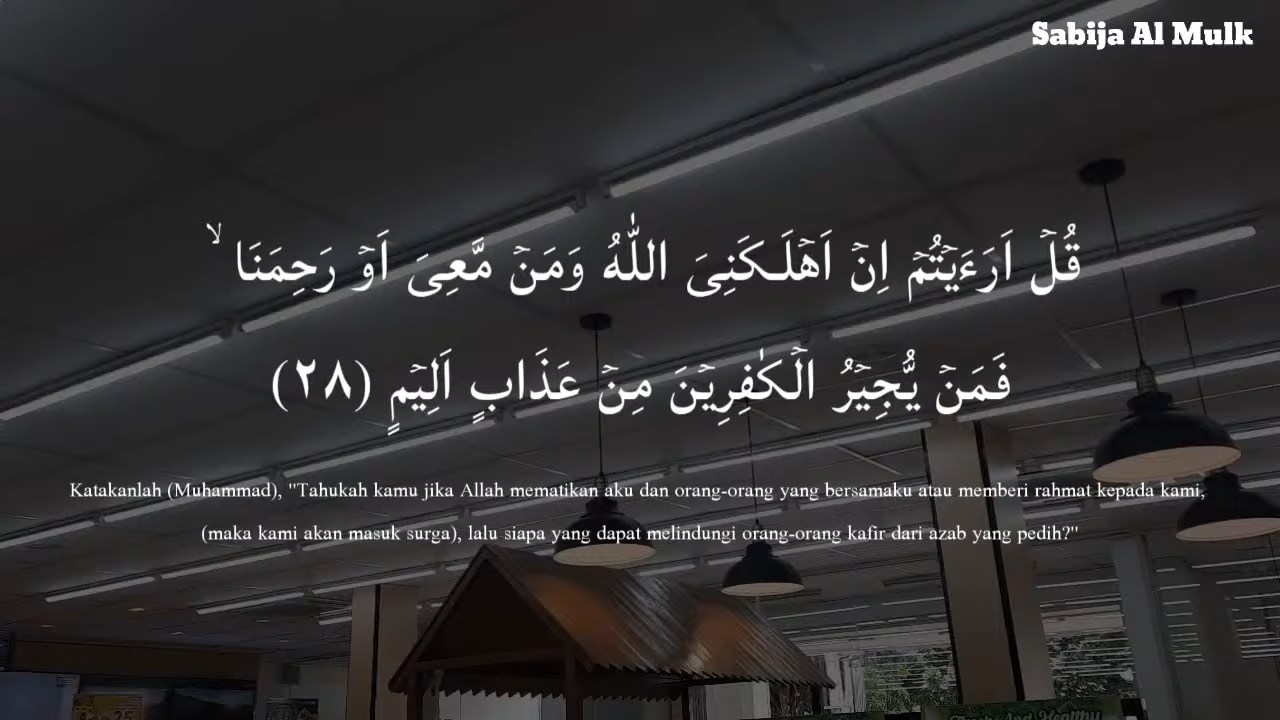 Sabija Al Mulk
قُلۡ اَرَءَيۡتُمۡ اِنۡ اَهۡلَـكَنِىَ اللّٰهُ وَمَنۡ مَّعِىَ اَوۡ رَحِمَنَا ۙ
فَمَنۡ يُّجِيۡرُ الۡكٰفِرِيۡنَ مِنۡ عَذَابٍ اَلِيۡمٍ (٢٨)
Katakanlah (Muhammad), "Tahukah kamu jika Allah mematikan aku dan orang-orang yang bersamaku atau memberi rahmat kepada kami,
(maka kami akan masuk surga), lalu siapa yang dapat melindungi orang-orang kafir dari azab yang pedih?"